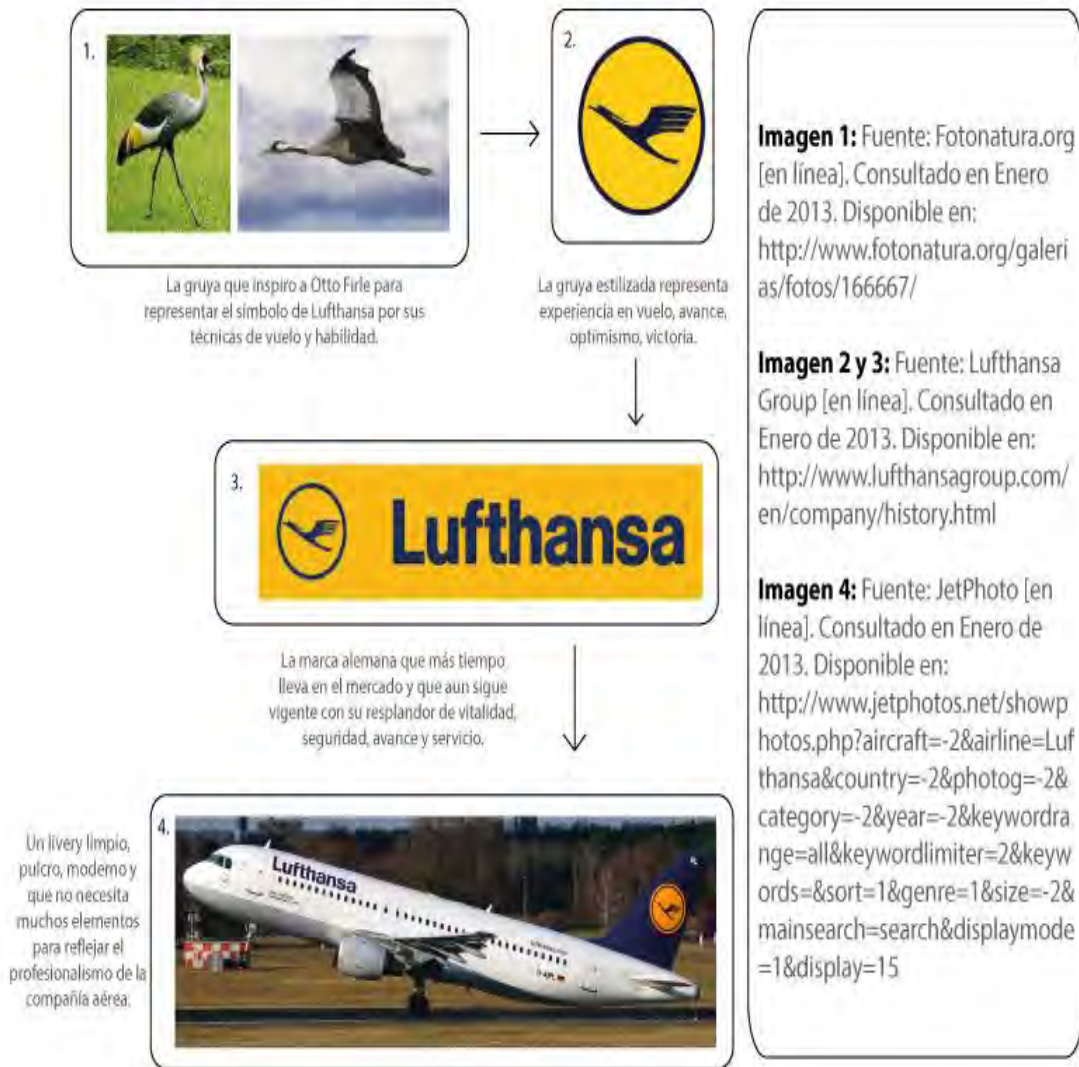 1.
La gruya que inspiro a Otto Firle para
representar el símbolo de Lufthansa por sus
técnicas de vuelo y habilidad.
2.
La gruya estilizada representa
experiencia en vuelo, avance,
optimismo, victoria.
3.
Lufthansa
La marca alemana que más tiempo
lleva en el mercado y que aun sigue
vigente con su resplandor de vitalidad,
seguridad, avance y servicio.
4.
Lufthansa
Un livery limpio,
pulcro, moderno y
que no necesita
muchos elementos
para reflejar el
profesionalismo de la
compañía aérea.
Imagen 1: Fuente: Fotonatura.org
[en línea]. Consultado en Enero
de 2013. Disponible en:
http://www.fotonatura.org/galeri
as/fotos/166667/
Imagen 2 y 3: Fuente: Lufthansa
Group [en línea]. Consultado en
Enero de 2013. Disponible en:
http://www.lufthansagroup.com/
en/company/history.html
Imagen 4: Fuente: JetPhoto [en
línea]. Consultado en Enero de
2013. Disponible en:
http://www.jetphotos.net/showp
hotos.php?aircraft=-2&airline=Luf
thansa&country=-2&photog=-2&
category=-2&year=-2&keywordra
nge=all&keywordlimiter=2&keyw
ords=&sort=1&genre=1&size=-2&
mainsearch=search&displaymode
=1&display=15